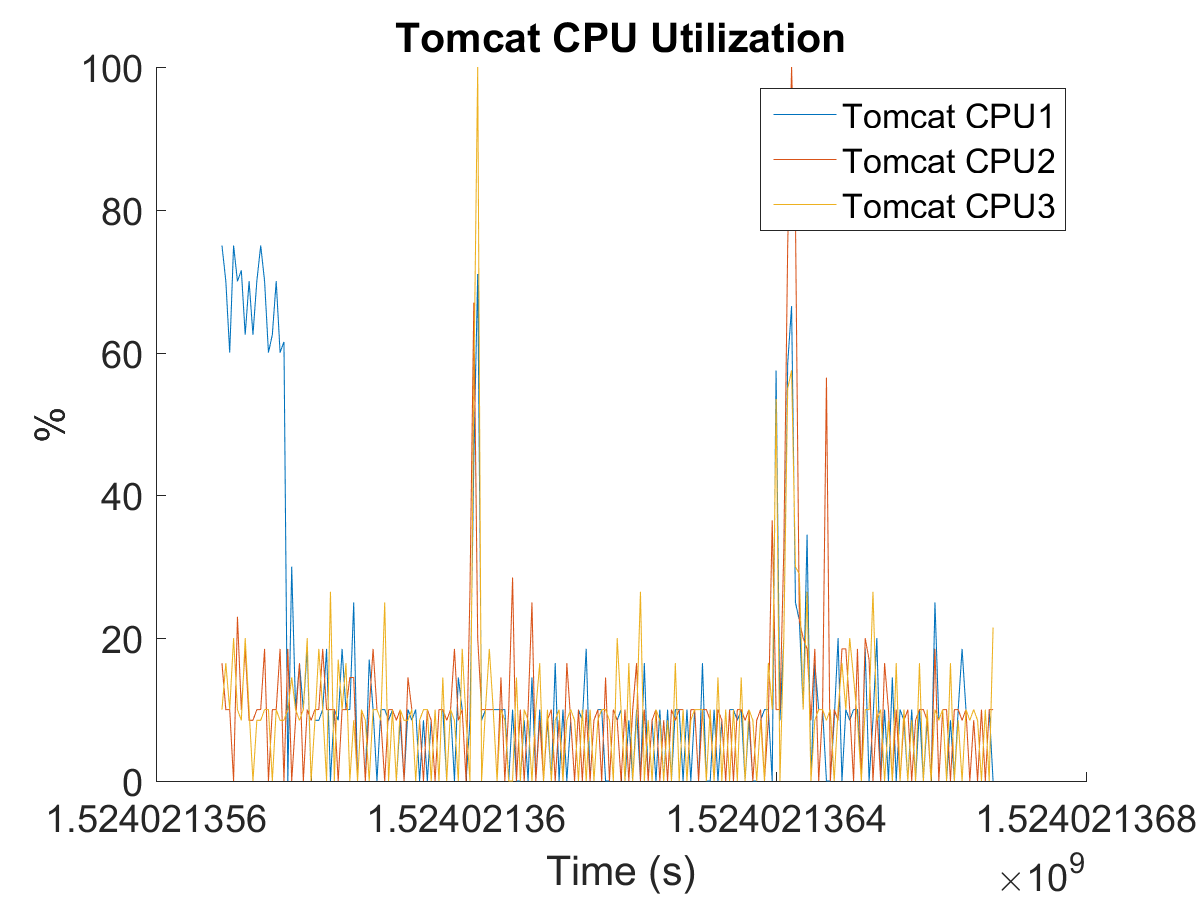 Tomcat CPU Utilization
100
Tomcat CPU1
Tomcat CPU2
80
Tomcat CPU3
60
%
40
20
0
1.524021356 1.52402136 1.524021364 1.524021368
Time (s)
×10⁹